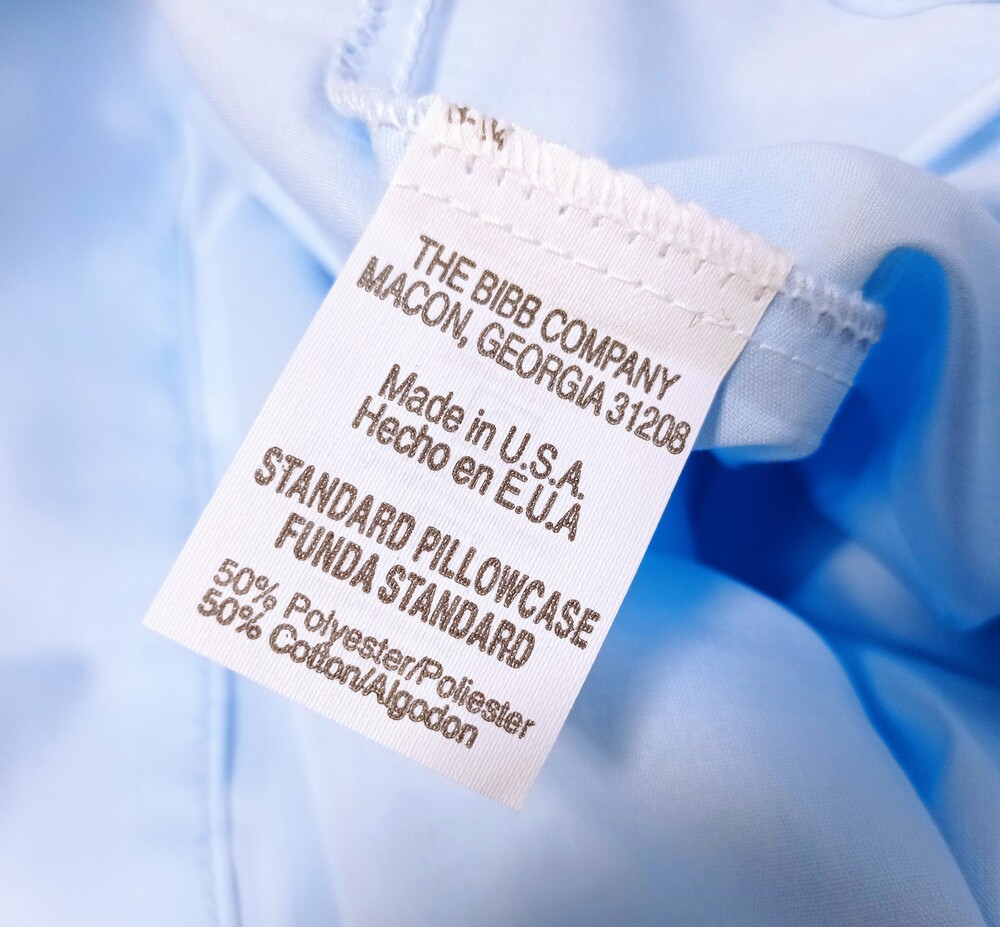 THE BIBB COMPANY
MACON, GEORGIA 31208
Made in U.S.A.
Hecho en E.U.A
STANDARD PILLOWCASE
FUNDA STANDARD
50% Polyester/Poliester
50% Cotton/Algodon